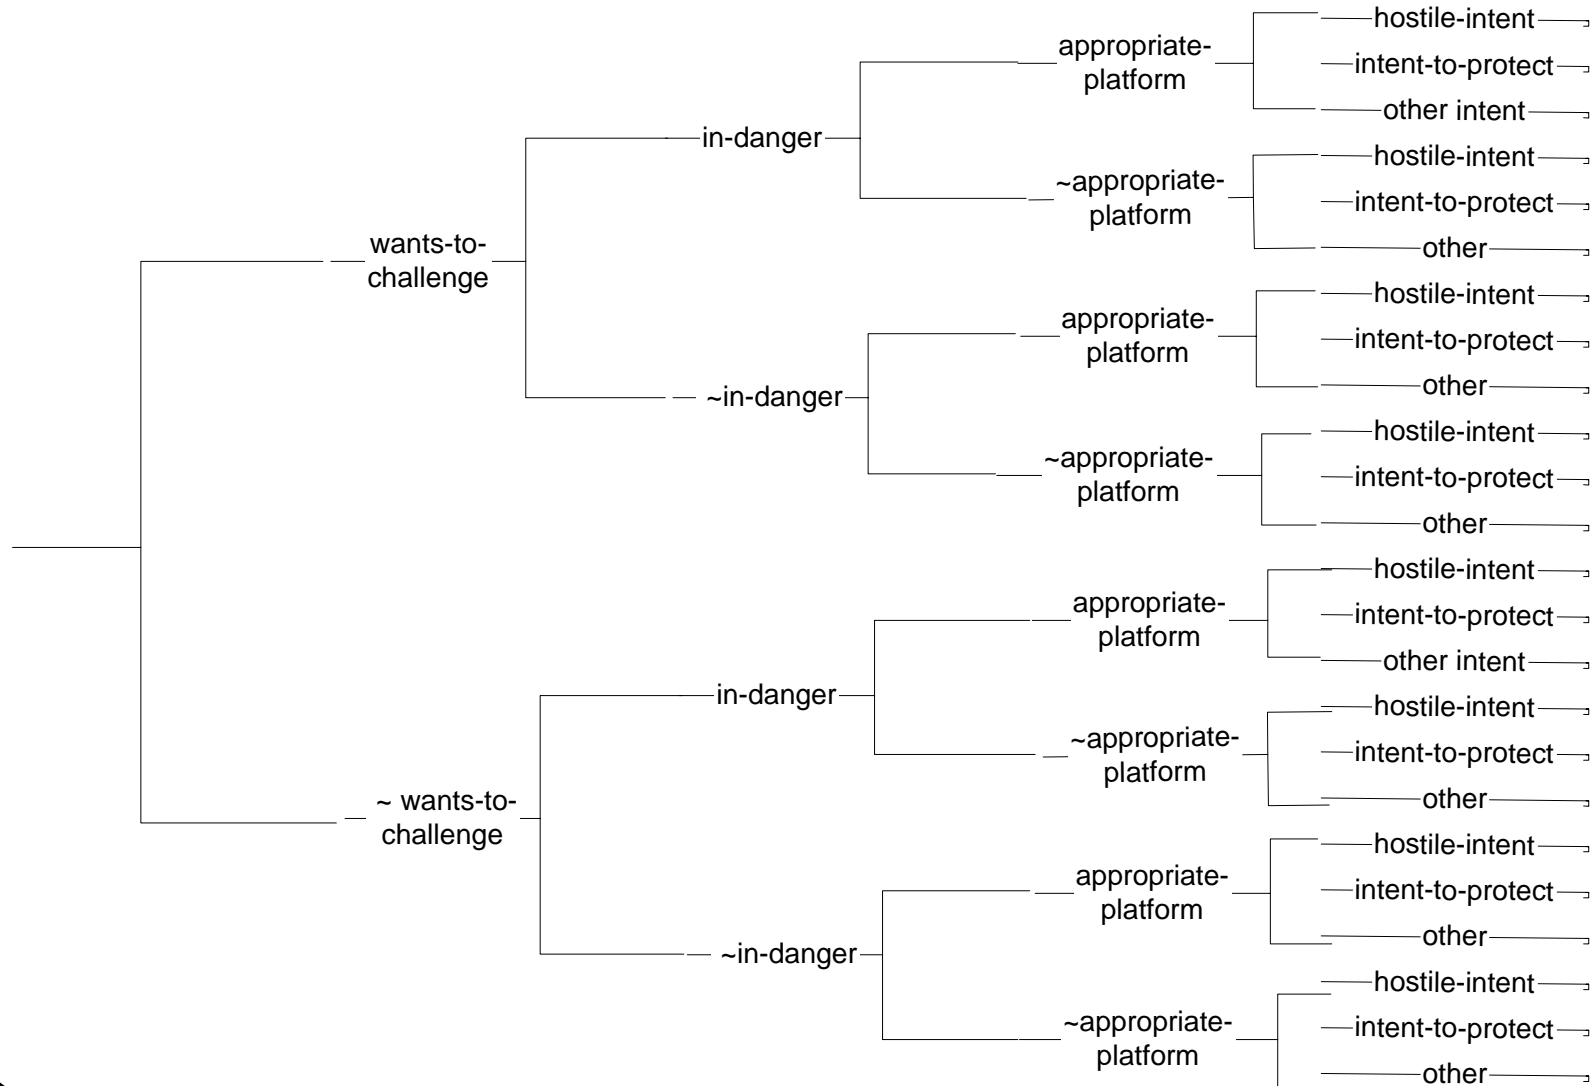 hostile-intent
appropriate-
platform
intent-to-protect
other intent
in-danger
hostile-intent
~appropriate-
platform
intent-to-protect
other
wants-to-
challenge
hostile-intent
appropriate-
platform
intent-to-protect
other
~in-danger
hostile-intent
~appropriate-
platform
intent-to-protect
other
hostile-intent
appropriate-
platform
intent-to-protect
other intent
in-danger
hostile-intent
~appropriate-
platform
intent-to-protect
other
~ wants-to-
challenge
hostile-intent
appropriate-
platform
intent-to-protect
other
~in-danger
hostile-intent
~appropriate-
platform
intent-to-protect
other